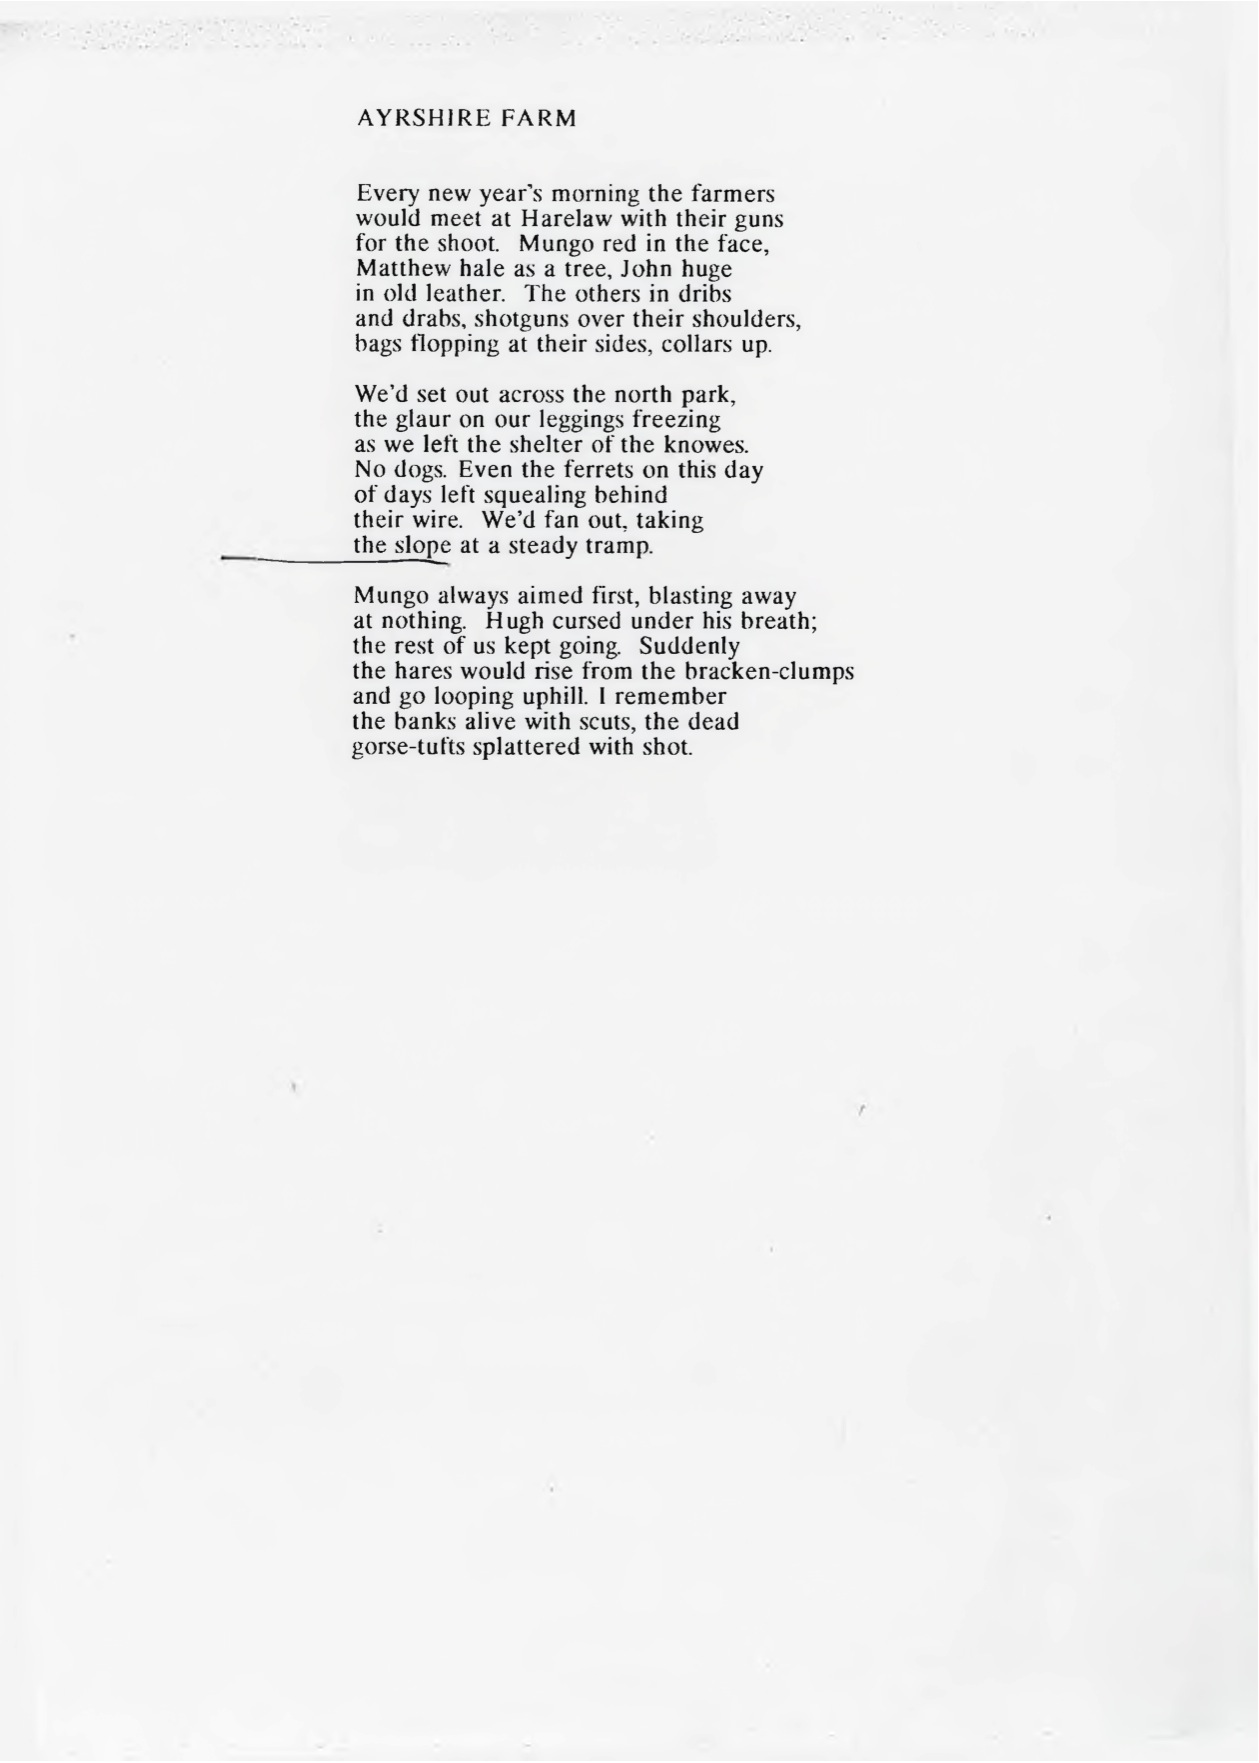 AYRSHIRE FARM
Every new year's morning the farmers
would meet at Harelaw with their guns
for the shoot. Mungo red in the face,
Matthew hale as a tree, John huge
in old leather. The others in dribs
and drabs, shotguns over their shoulders,
bags flopping at their sides, collars up.
We'd set out across the north park,
the glaur on our leggings freezing
as we left the shelter of the knowes.
No dogs. Even the ferrets on this day
of days left squealing behind
their wire. We'd fan out, taking
the slope at a steady tramp.
Mungo always aimed first, blasting away
at nothing. Hugh cursed under his breath;
the rest of us kept going. Suddenly
the hares would rise from the bracken-clumps
and go looping uphill. I remember
the banks alive with scuts, the dead
gorse-tufts splattered with shot.